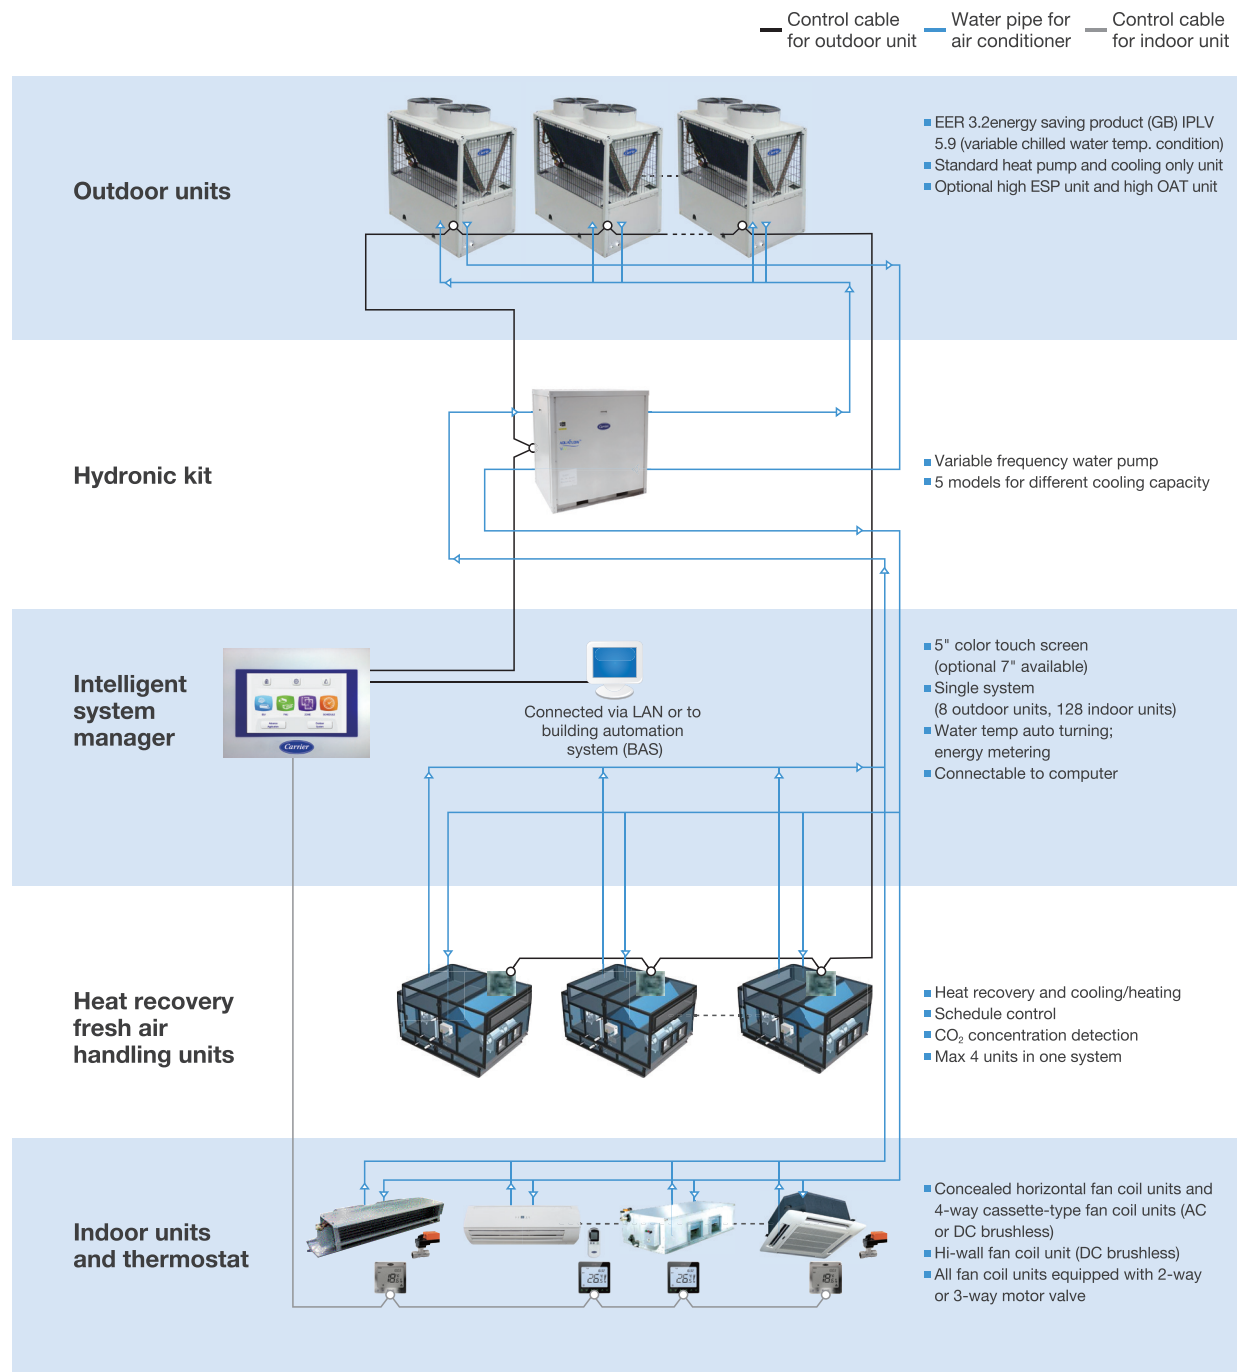 Control cable
for outdoor unit
Water pipe for
air conditioner
Control cable
for indoor unit
Outdoor units
EER 3.2energy saving product (GB) IPLV
5.9 (variable chilled water temp. condition)
Standard heat pump and cooling only unit
Optional high ESP unit and high OAT unit
Hydronic kit
Carrier
Variable frequency water pump
5 models for different cooling capacity
Intelligent
system
manager
Carrier
Connected via LAN or to
building automation
system (BAS)
5" color touch screen
(optional 7" available)
Single system
(8 outdoor units, 128 indoor units)
Water temp auto turning;
energy metering
Connectable to computer
Heat recovery
fresh air
handling units
Heat recovery and cooling/heating
Schedule control
CO₂ concentration detection
Max 4 units in one system
Indoor units
and thermostat
Concealed horizontal fan coil units and
4-way cassette-type fan coil units (AC
or DC brushless)
Hi-wall fan coil unit (DC brushless)
All fan coil units equipped with 2-way
or 3-way motor valve